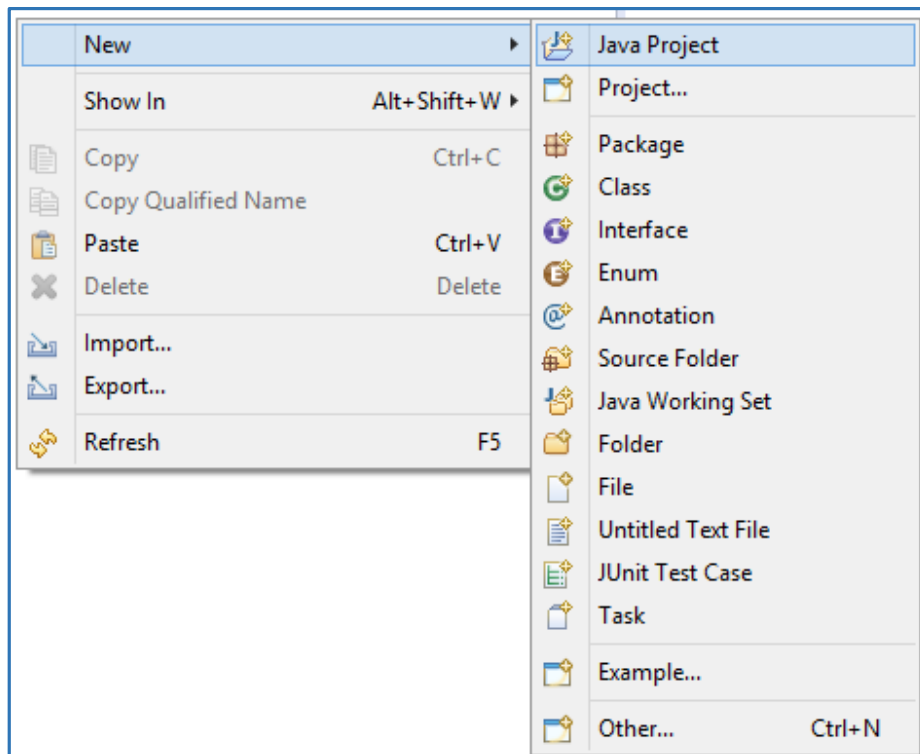 New
Show In Alt+Shift+W
Copy Ctrl+C
Copy Qualified Name
Paste Ctrl+V
Delete Delete
Import...
Export...
Refresh F5
Java Project
Project...
Package
Class
Interface
Enum
Annotation
Source Folder
Java Working Set
Folder
File
Untitled Text File
JUnit Test Case
Task
Example...
Other... Ctrl+N